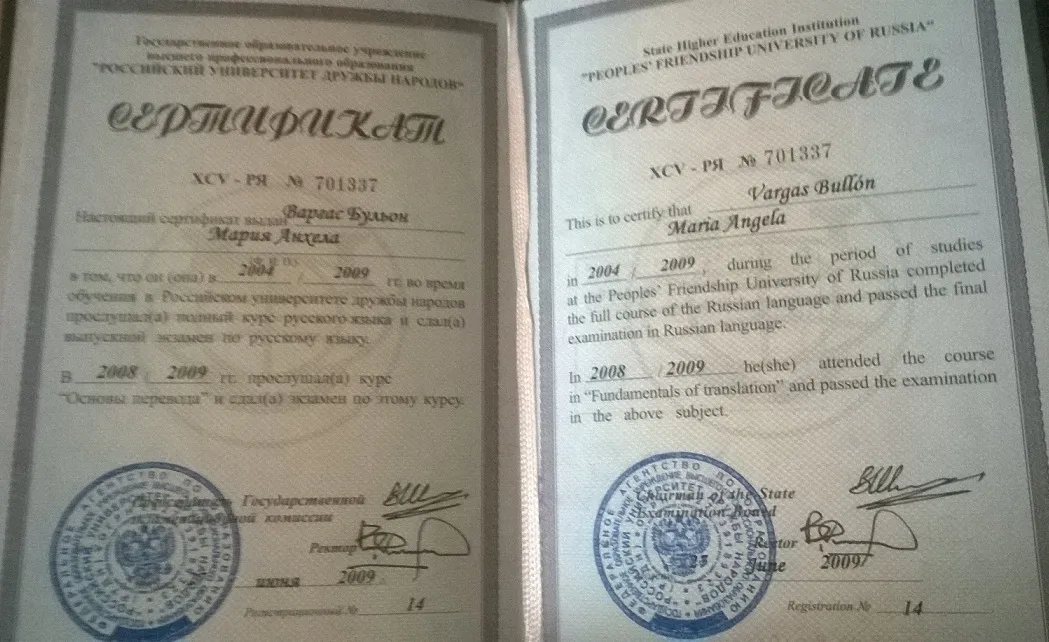 Государственное образовательное учреждение
высшего профессионального образования
"РОССИЙСКИЙ УНИВЕРСИТЕТ ДРУЖБЫ НАРОДОВ"
СЕРТИФИКАТ
XCV - РЯ № 701337
Настоящий сертификат выдан Варгас Бульон
Мария Анхела
в том, что он (она) в 2004 / 2009 гг. во время
обучения в Российском университете дружбы народов
прослушал(а) полный курс русского языка и сдал(а)
выпускной экзамен по русскому языку.
В 2008 / 2009 гг. прослушал(а) курс
"Основы перевода" и сдал(а) экзамен по этому курсу.
Государственной
комиссии
Ректор
июня 2009
Регистрационный № 14
State Higher Education Institution
"PEOPLES' FRIENDSHIP UNIVERSITY OF RUSSIA"
CERTIFICATE
XCV - РЯ № 701337
This is to certify that Vargas Bullón
Maria Angela
in 2004 / 2009, during the period of studies
at the Peoples' Friendship University of Russia completed
the full course of the Russian language and passed the final
examination in Russian language.
In 2008 / 2009 he(she) attended the course
in "Fundamentals of translation" and passed the examination
in the above subject.
Chairman of the State
Examination Board
Rector
25 June 2009
Registration № 14